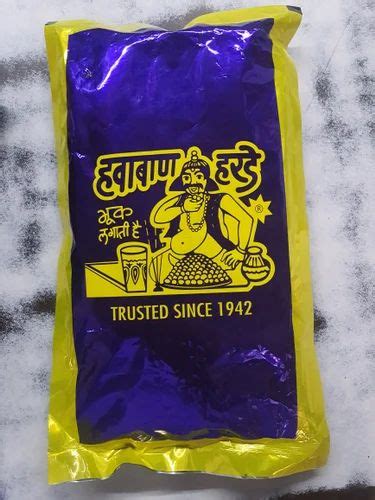 हवाबाण हरडे
®
भूक
लगाती है
TRUSTED SINCE 1942